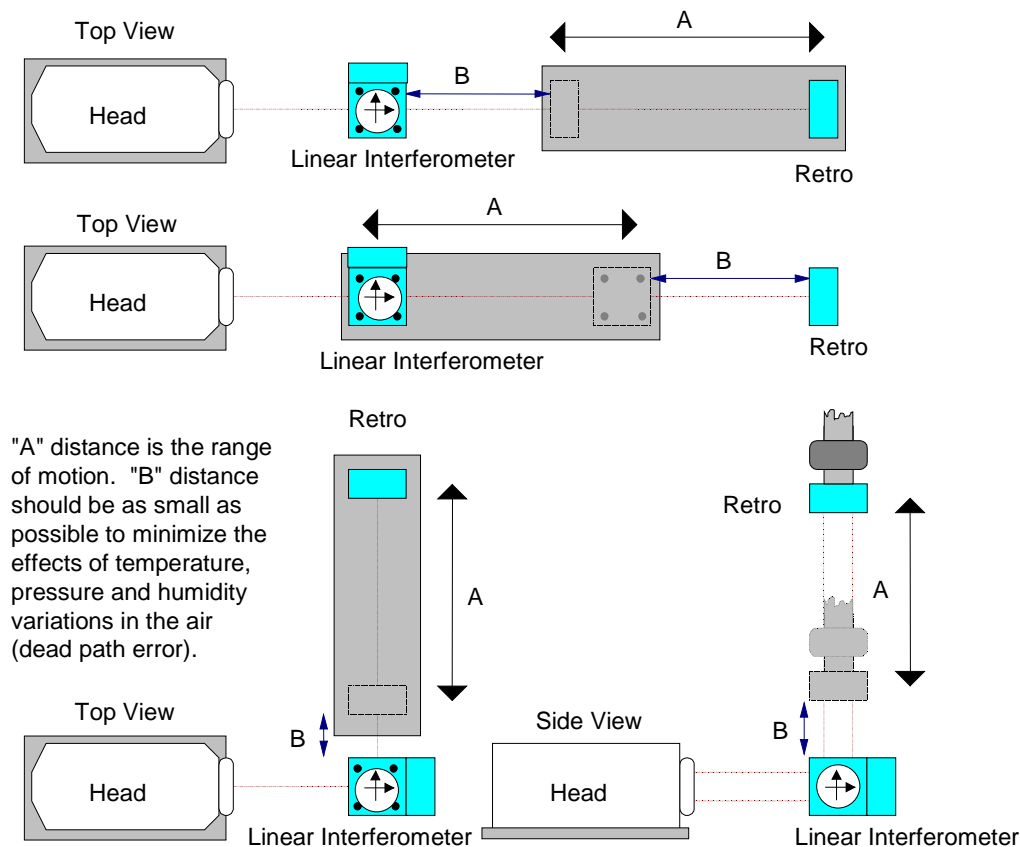 Top View
A
B
Head
Linear Interferometer
Retro
Top View
A
B
Head
Linear Interferometer
Retro
"A" distance is the range
of motion.  "B" distance
should be as small as
possible to minimize the
effects of temperature,
pressure and humidity
variations in the air
(dead path error).
Retro
A
B
Top View
Head
Linear Interferometer
Retro
A
B
Side View
Head
Linear Interferometer